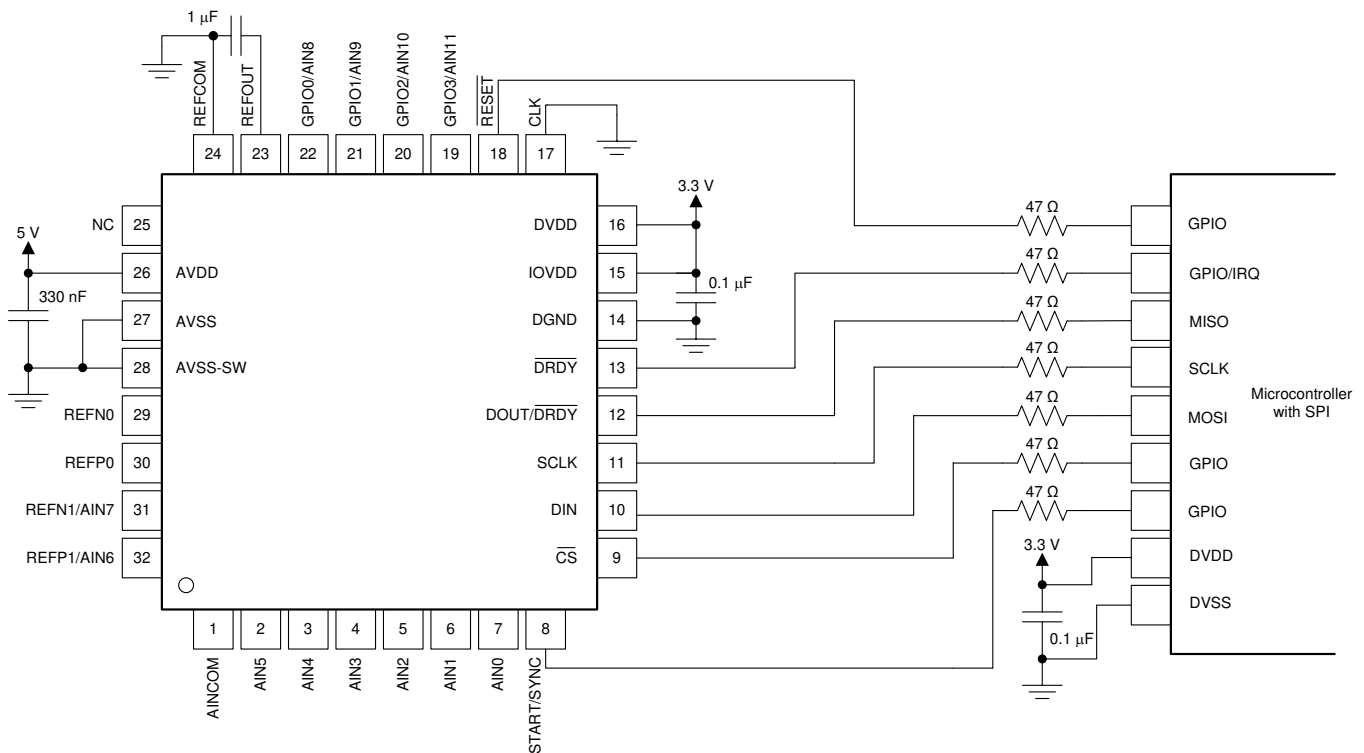 1 μF
REFCOM
REFOUT
GPIO0/AIN8
GPIO1/AIN9
GPIO2/AIN10
GPIO3/AIN11
RESET
CLK
24
23
22
21
20
19
18
17
NC
25
5 V
26
AVDD
330 nF
27
AVSS
28
AVSS-SW
REFN0
29
REFP0
30
REFN1/AIN7
31
REFP1/AIN6
32
3.3 V
DVDD
16
IOVDD
15
0.1 μF
DGND
14
DRDY
13
DOUT/DRDY
12
SCLK
11
DIN
10
CS
9
1
2
3
4
5
6
7
8
AINCOM
AIN5
AIN4
AIN3
AIN2
AIN1
AIN0
START/SYNC
47 Ω
GPIO
47 Ω
GPIO/IRQ
47 Ω
MISO
47 Ω
SCLK
47 Ω
MOSI
47 Ω
GPIO
47 Ω
GPIO
3.3 V
DVDD
DVSS
0.1 μF
Microcontroller
with SPI